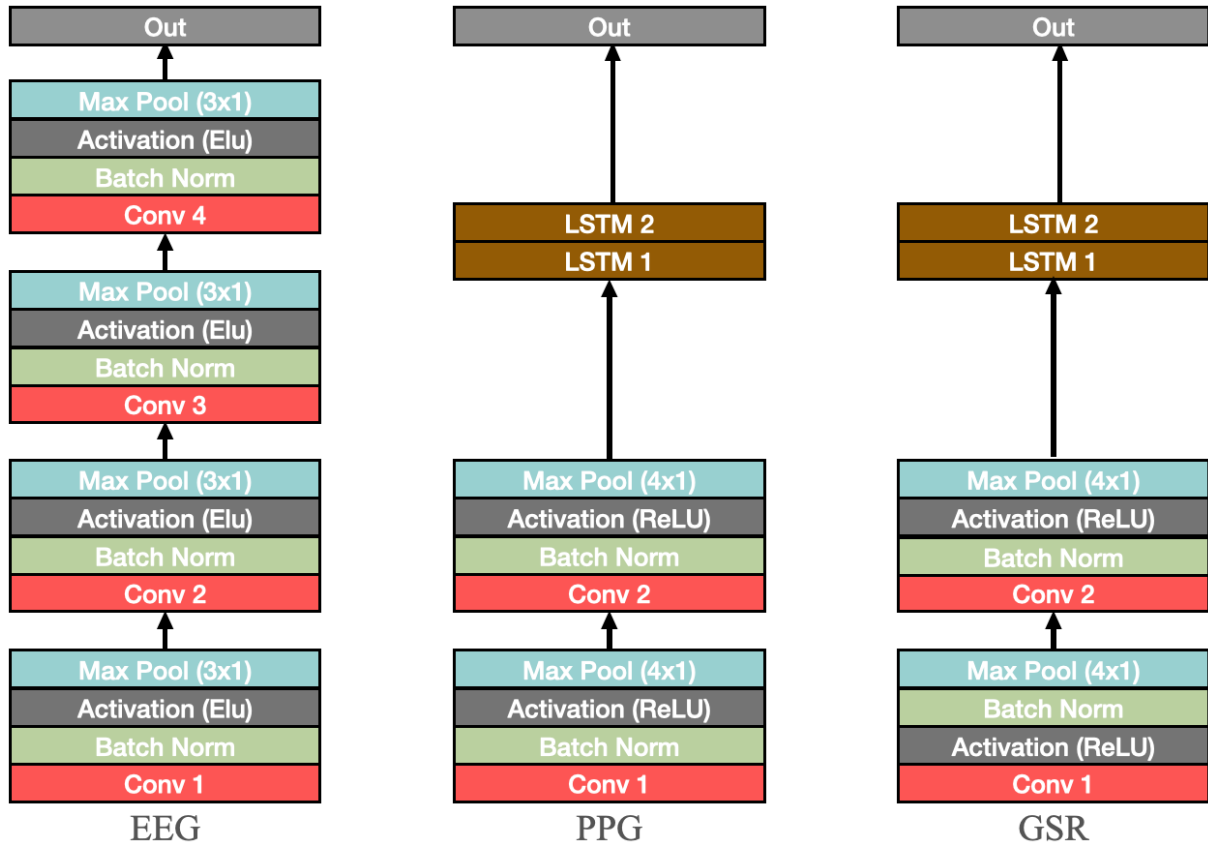 Out
Max Pool (3x1)
Activation (Elu)
Batch Norm
Conv 4
Max Pool (3x1)
Activation (Elu)
Batch Norm
Conv 3
Max Pool (3x1)
Activation (Elu)
Batch Norm
Conv 2
Max Pool (3x1)
Activation (Elu)
Batch Norm
Conv 1
EEG
Out
LSTM 2
LSTM 1
Max Pool (4x1)
Activation (ReLU)
Batch Norm
Conv 2
Max Pool (4x1)
Activation (ReLU)
Batch Norm
Conv 1
PPG
Out
LSTM 2
LSTM 1
Max Pool (4x1)
Activation (ReLU)
Batch Norm
Conv 2
Max Pool (4x1)
Batch Norm
Activation (ReLU)
Conv 1
GSR